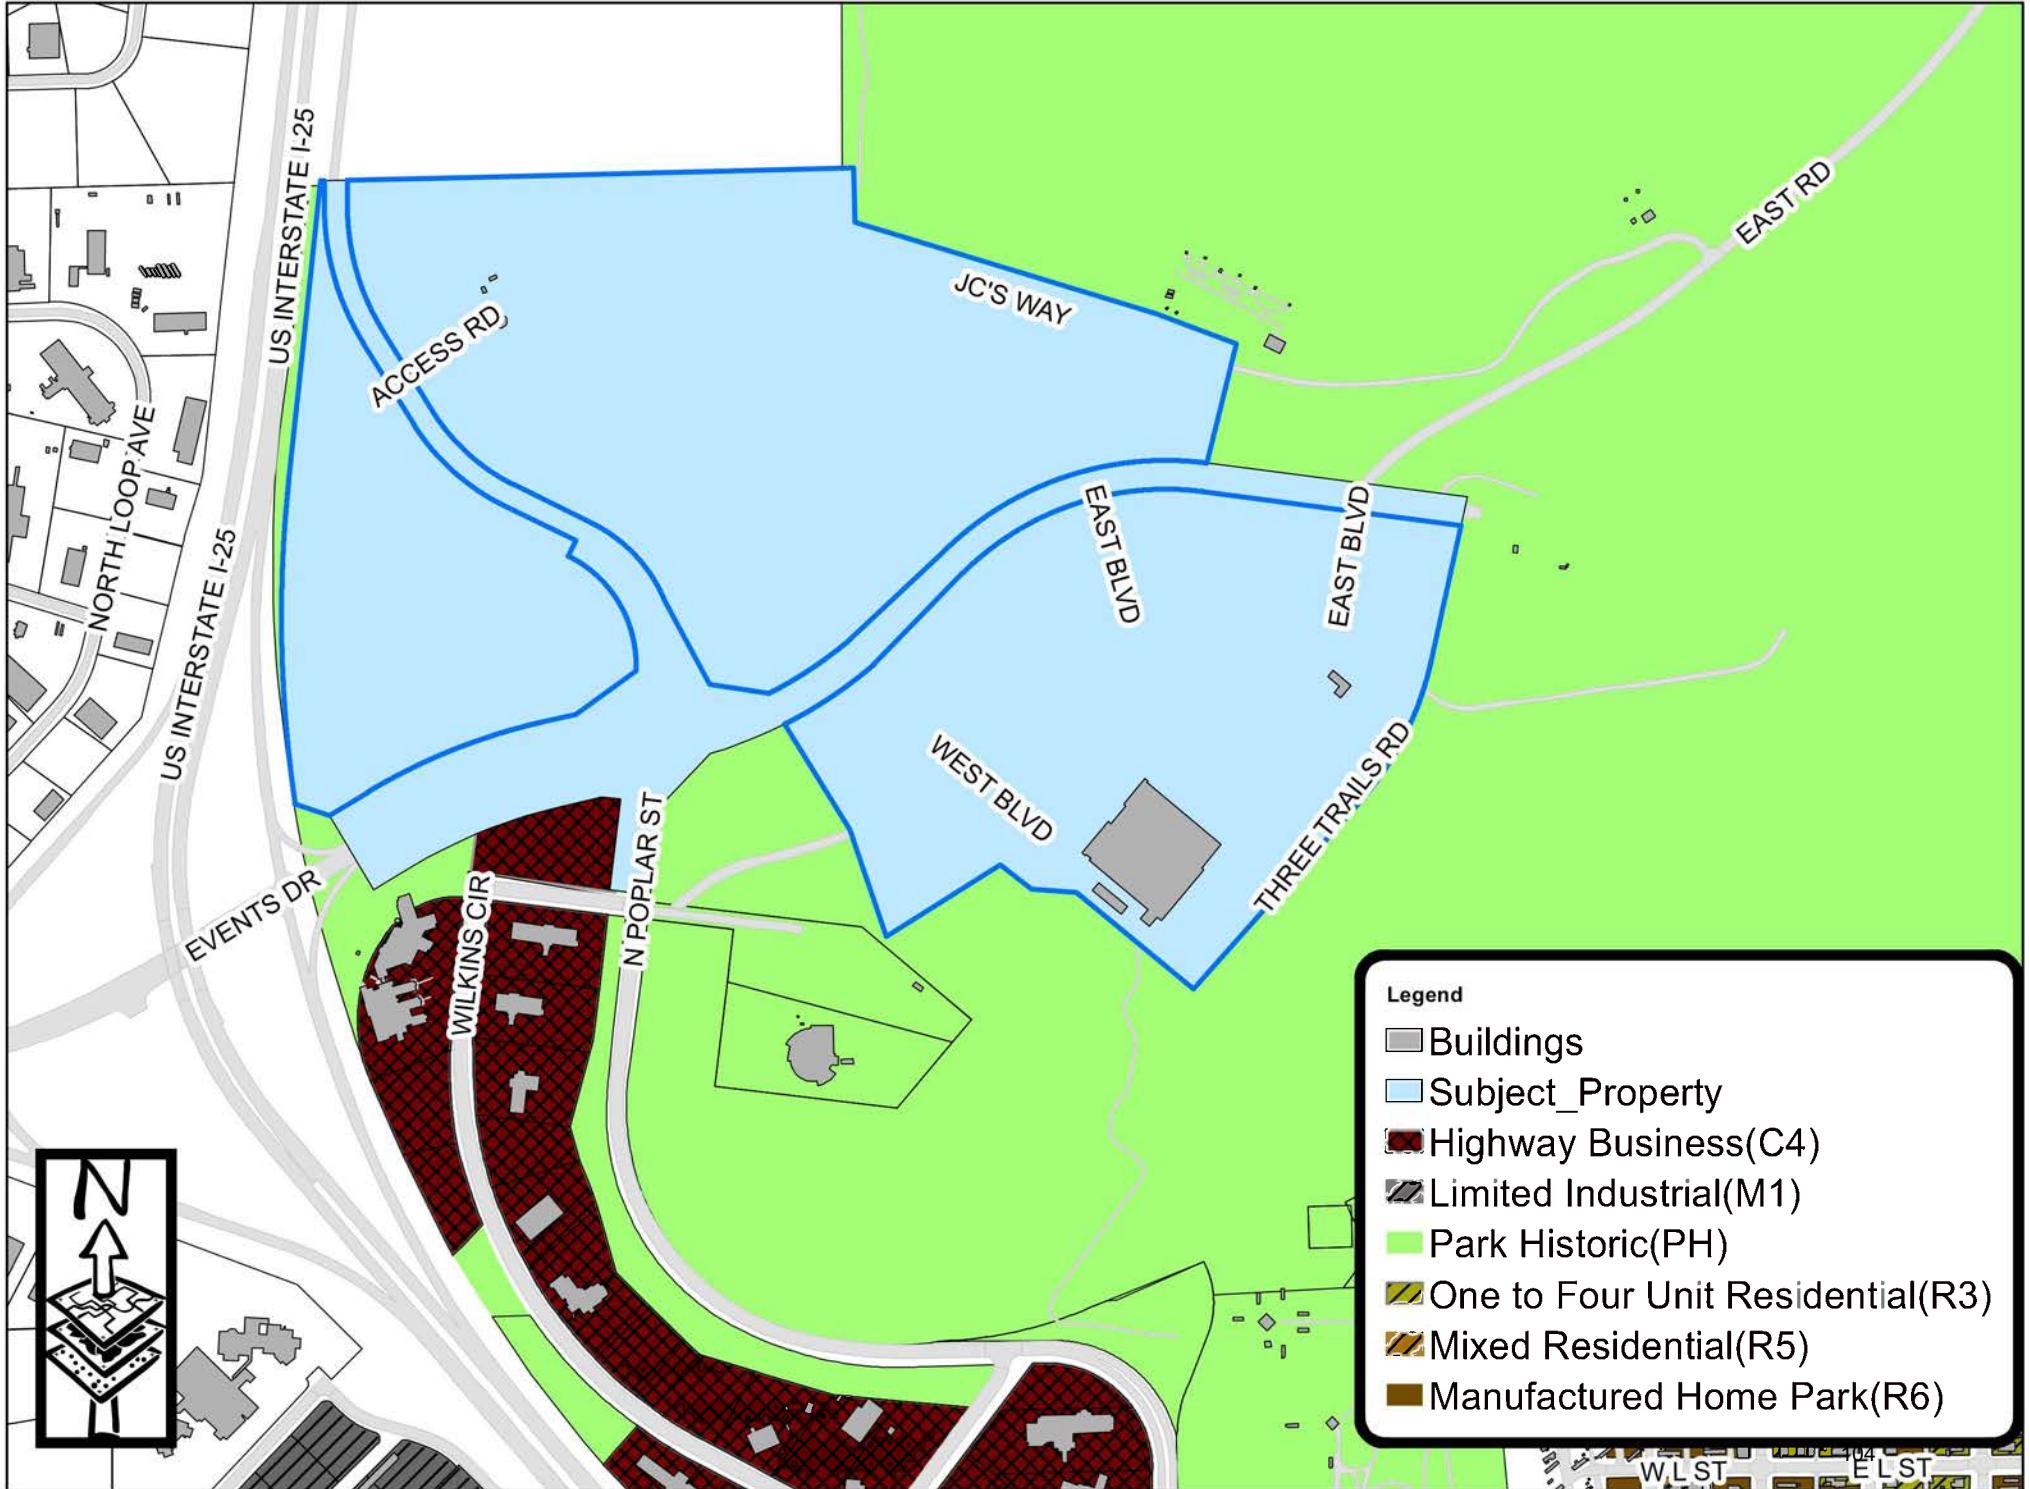 US INTERSTATE I-25
EAST RD
JC'S WAY
ACCESS RD
NORTH LOOP AVE
EAST BLVD
EAST BLVD
US INTERSTATE I-25
WEST BLVD
THREE TRAILS RD
N POPLAR ST
EVENTS DR
WILKINS CIR
Legend
Buildings
Subject_Property
Highway Business(C4)
Limited Industrial(M1)
Park Historic(PH)
One to Four Unit Residential(R3)
Mixed Residential(R5)
Manufactured Home Park(R6)
N
104
W L ST
E L ST